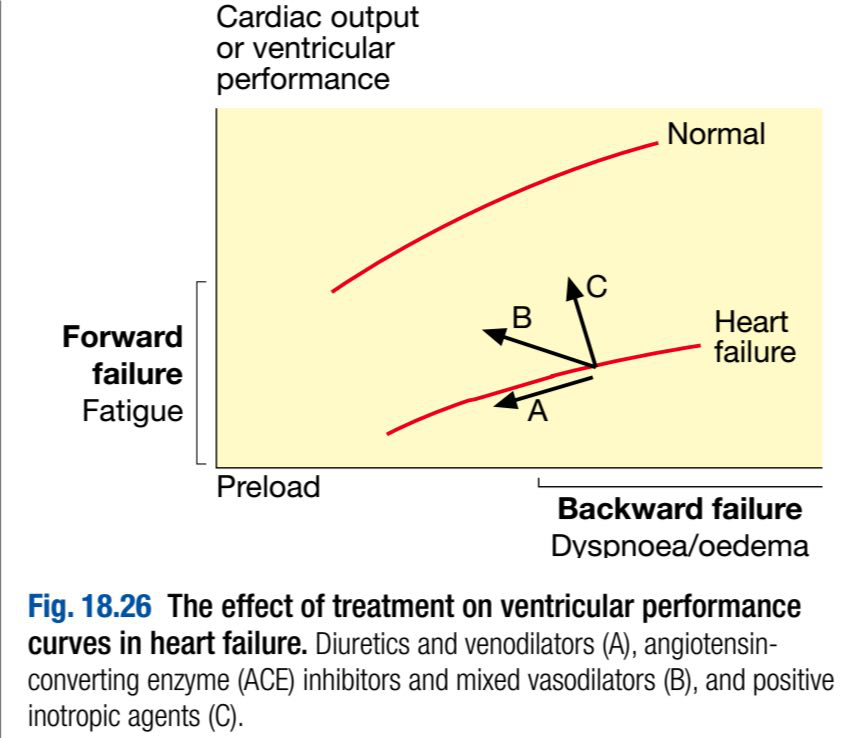 Cardiac output
or ventricular
performance
Normal
C
B
Heart
failure
A
Forward
failure
Fatigue
Preload
Backward failure
Dyspnoea/oedema
Fig. 18.26 The effect of treatment on ventricular performance
curves in heart failure. Diuretics and venodilators (A), angiotensin-
converting enzyme (ACE) inhibitors and mixed vasodilators (B), and positive
inotropic agents (C).